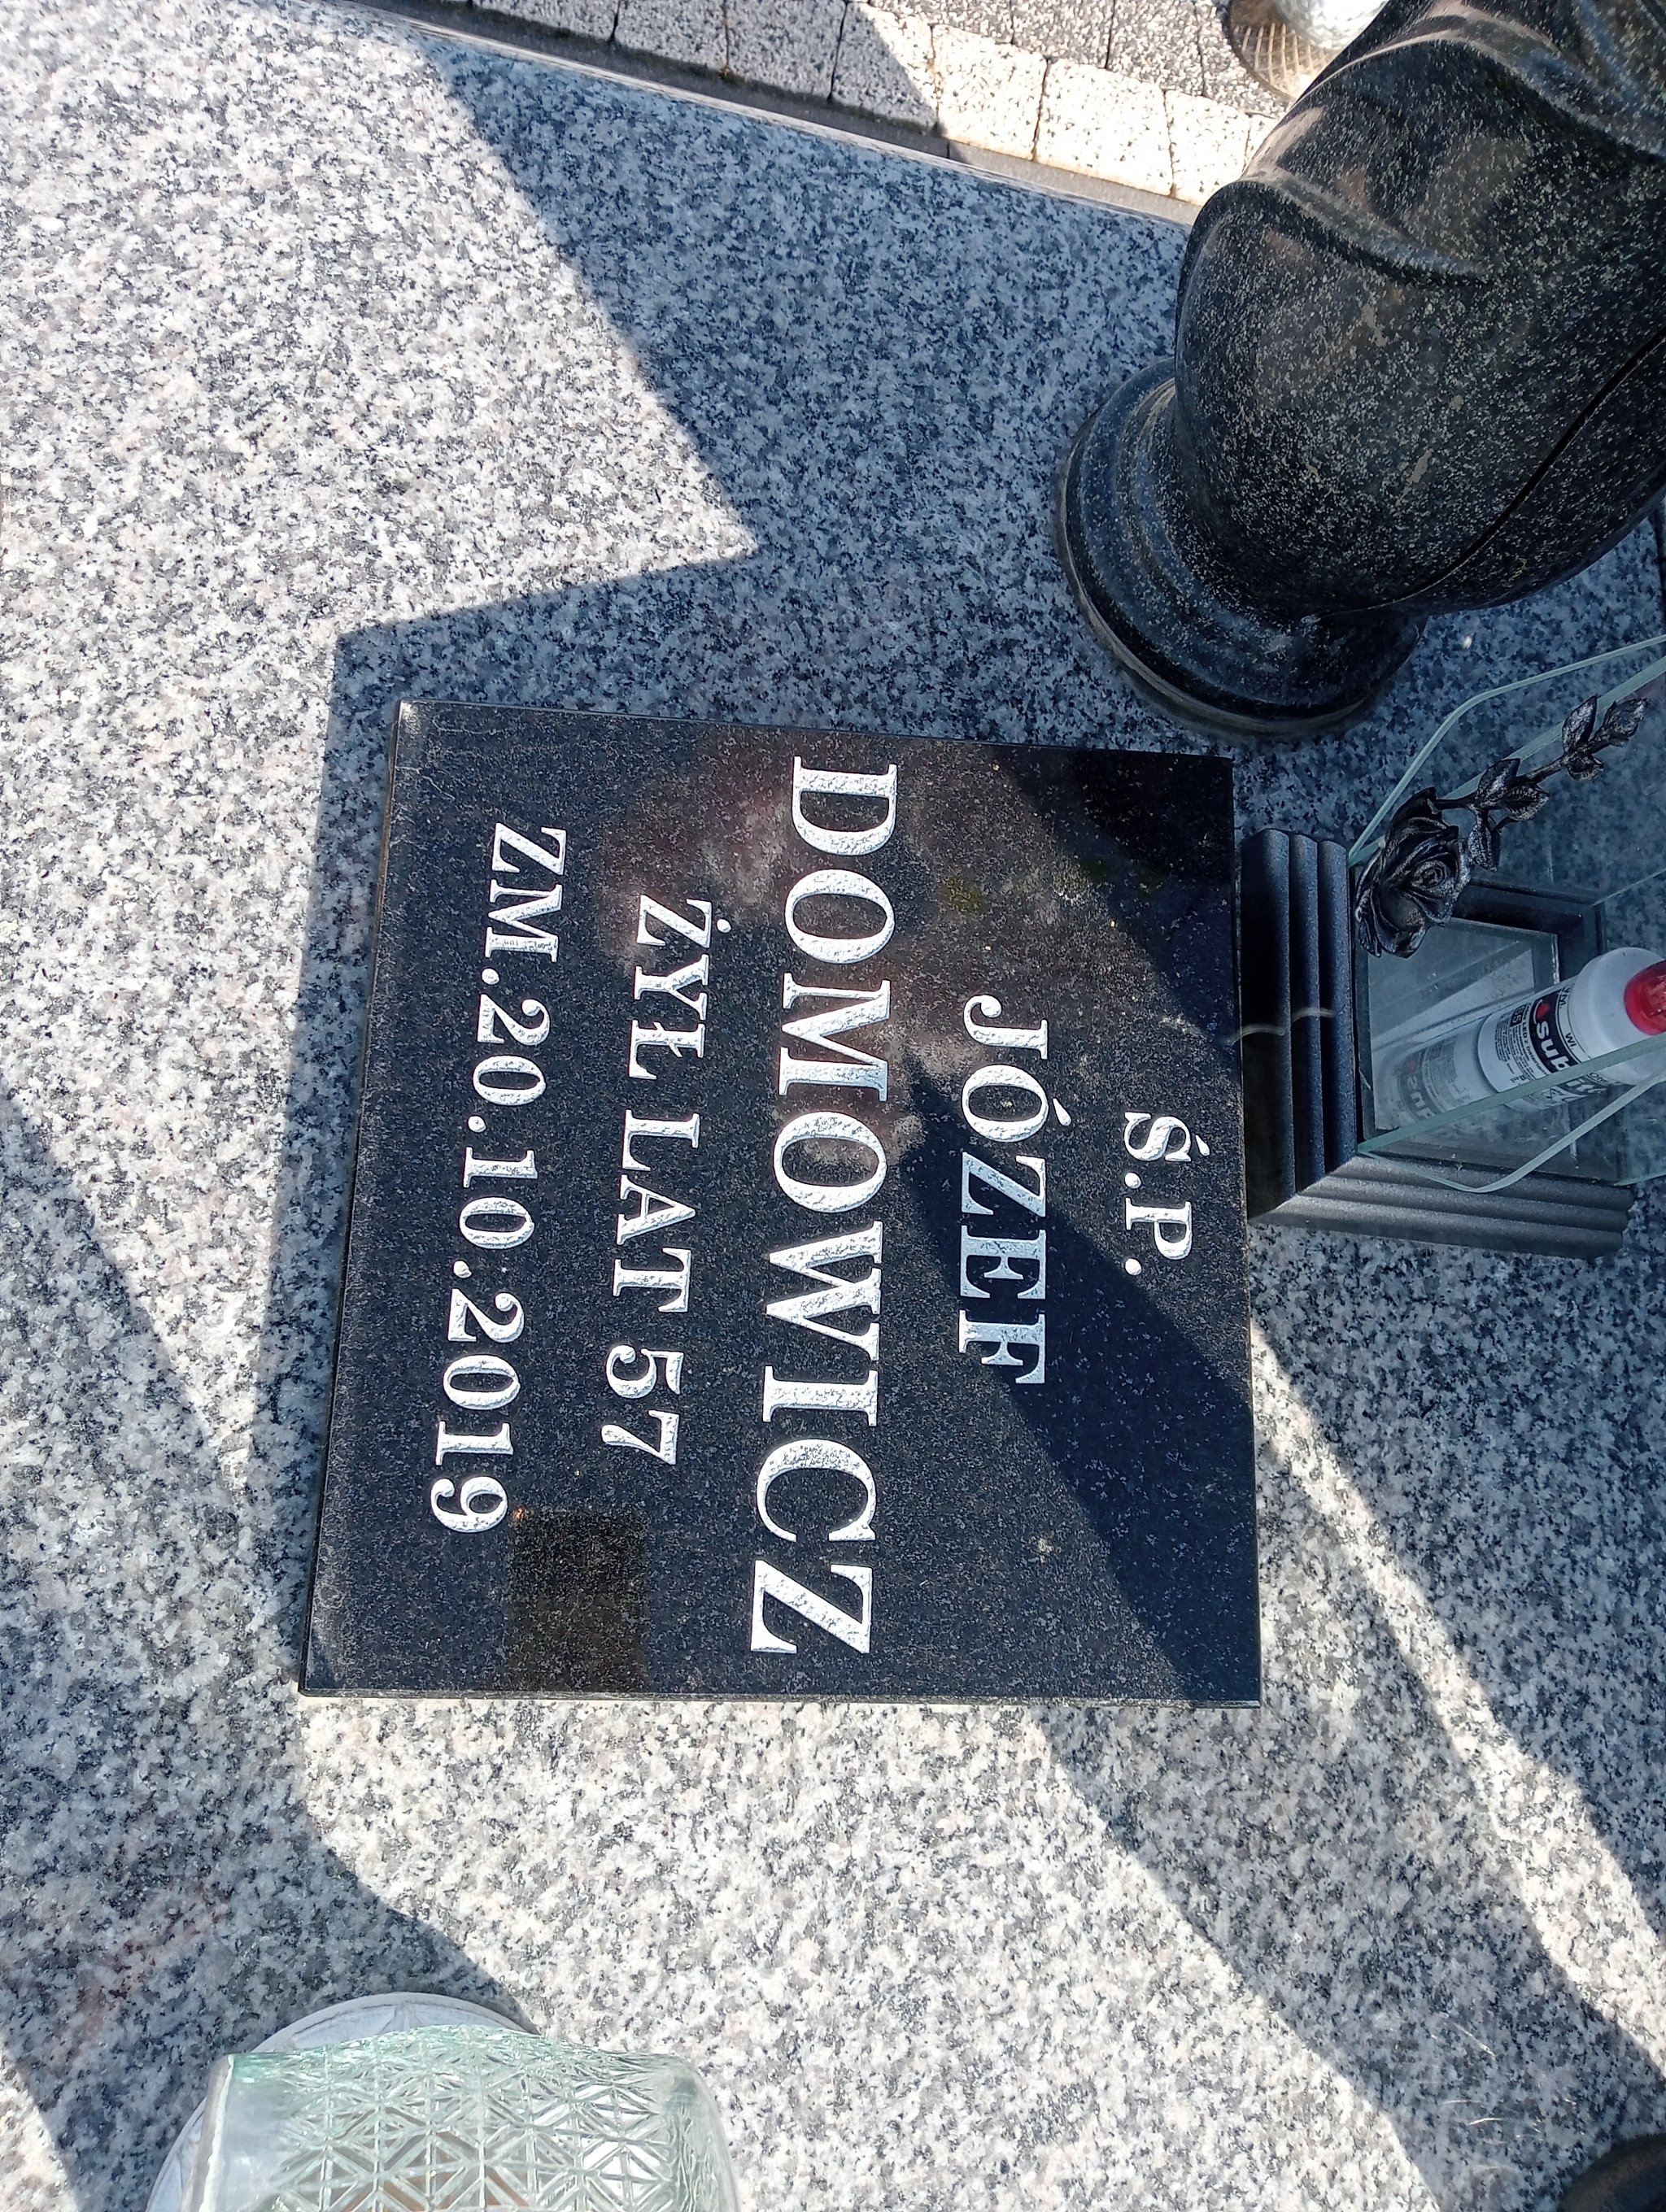 Ś.P.
JÓZEF
DOMOWICZ
ŻYŁ LAT 57
ZM.20.10.2019